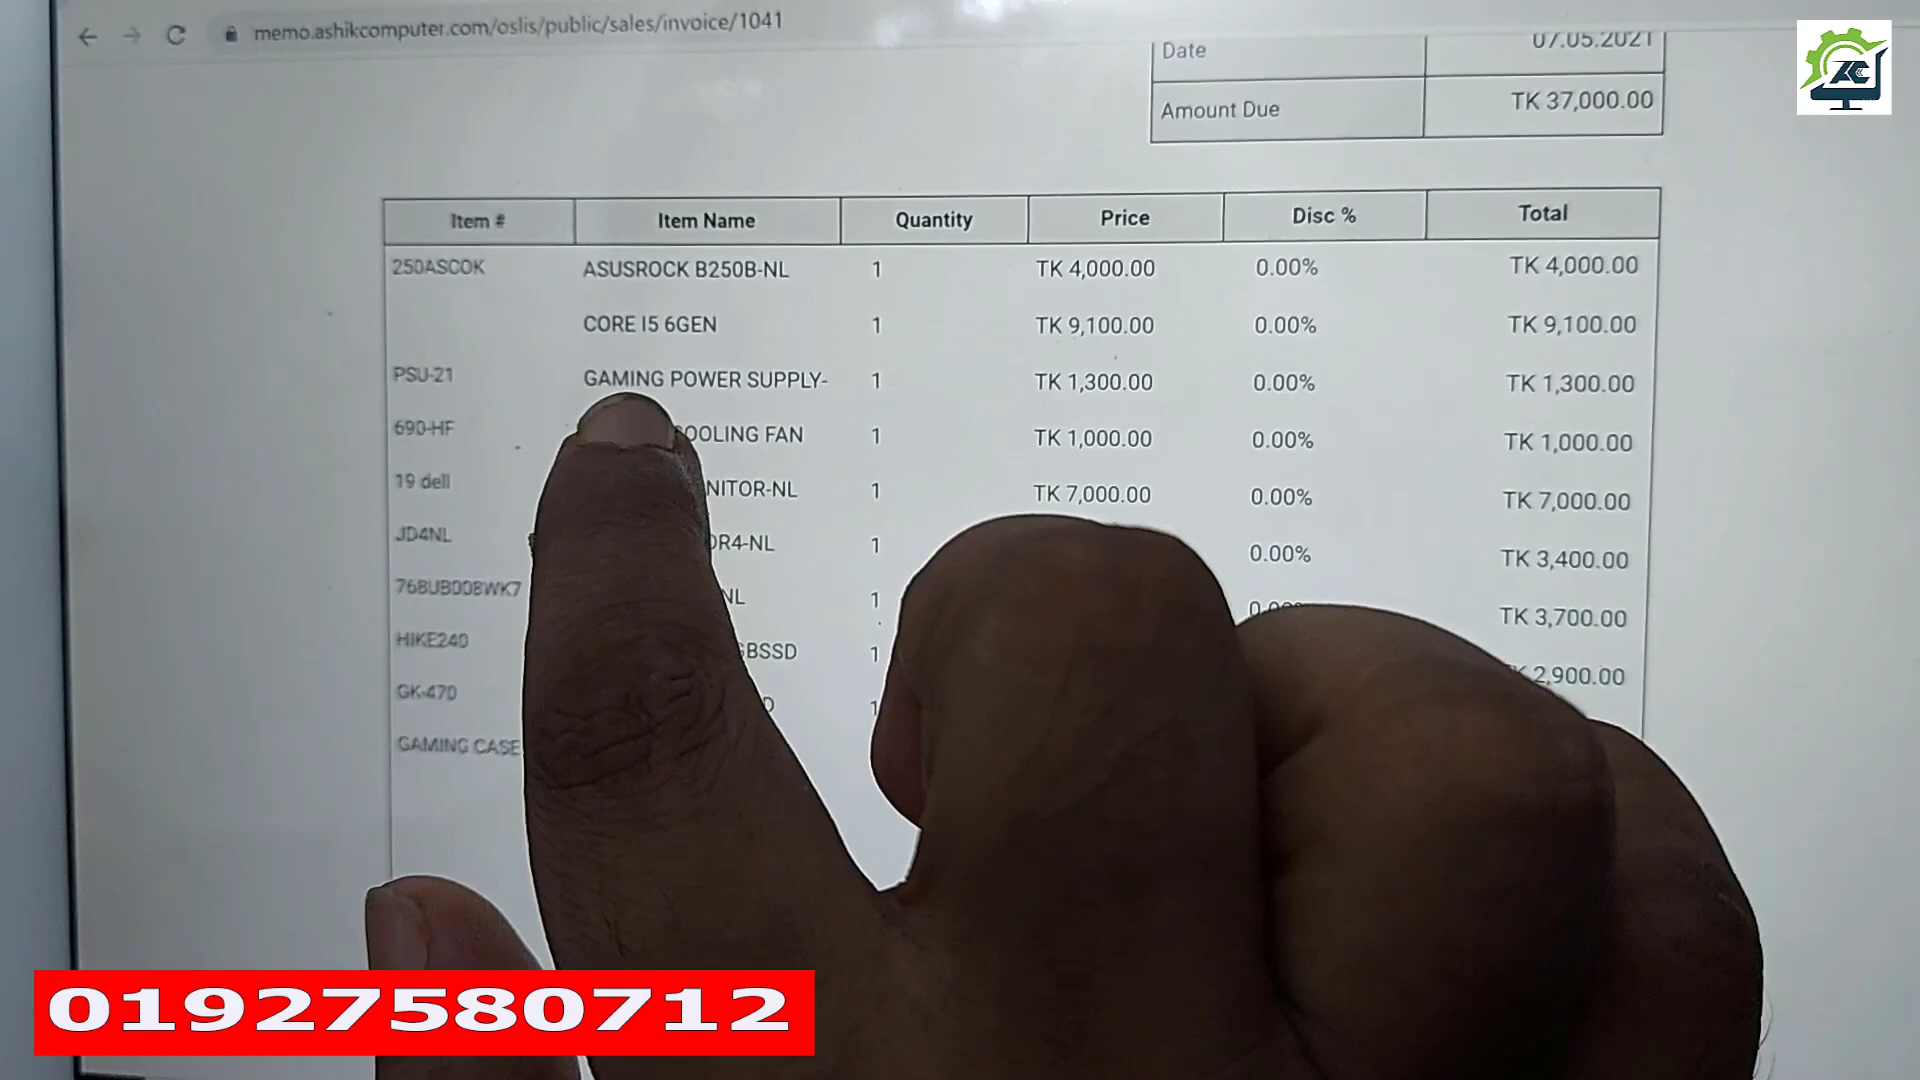 memo.ashikcomputer.com/oslis/public/sales/invoice/1041
Date 07.05.2021
Amount Due TK 37,000.00
AC
Item # Item Name Quantity Price Disc % Total
250ASCOK ASUSROCK B250B-NL 1 TK 4,000.00 0.00% TK 4,000.00
CORE I5 6GEN 1 TK 9,100.00 0.00% TK 9,100.00
PSU-21 GAMING POWER SUPPLY- 1 TK 1,300.00 0.00% TK 1,300.00
690-HF COOLING FAN 1 TK 1,000.00 0.00% TK 1,000.00
19 dell NITOR-NL 1 TK 7,000.00 0.00% TK 7,000.00
JD4NL DR4-NL 1 0.00% TK 3,400.00
76BUB008WK7 NL 1 TK 3,700.00
HIKE240 GBSSD 1 2,900.00
GK-470 D 1
GAMING CASE
01927580712